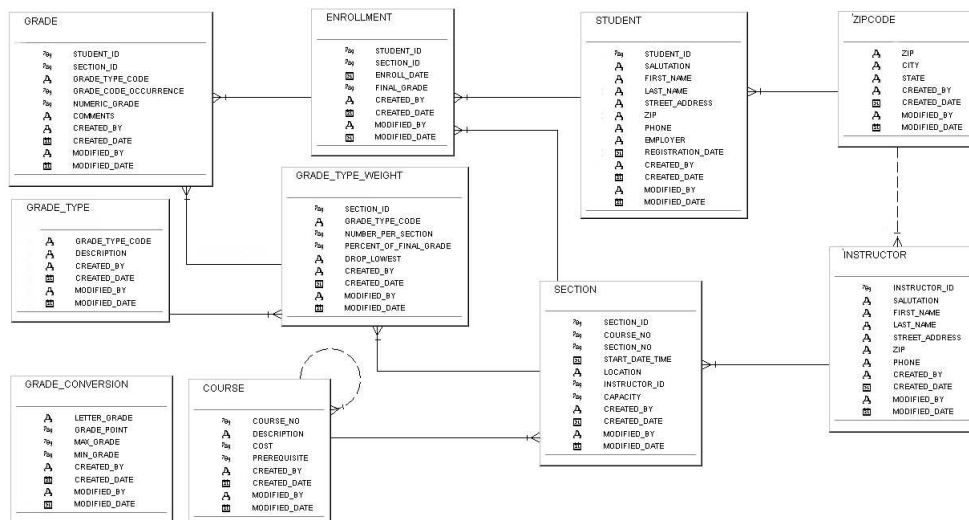 GRADE
STUDENT_ID
SECTION_ID
GRADE_TYPE_CODE
GRADE_CODE_OCCURRENCE
NUMERIC_GRADE
COMMENTS
CREATED_BY
CREATED_DATE
MODIFIED_BY
MODIFIED_DATE
ENROLLMENT
STUDENT_ID
SECTION_ID
ENROLL_DATE
FINAL_GRADE
CREATED_BY
CREATED_DATE
MODIFIED_BY
MODIFIED_DATE
STUDENT
STUDENT_ID
SALUTATION
FIRST_NAME
LAST_NAME
STREET_ADDRESS
ZIP
PHONE
EMPLOYER
REGISTRATION_DATE
CREATED_BY
CREATED_DATE
MODIFIED_BY
MODIFIED_DATE
ZIPCODE
ZIP
CITY
STATE
CREATED_BY
CREATED_DATE
MODIFIED_BY
MODIFIED_DATE
GRADE_TYPE
GRADE_TYPE_CODE
DESCRIPTION
CREATED_BY
CREATED_DATE
MODIFIED_BY
MODIFIED_DATE
GRADE_TYPE_WEIGHT
SECTION_ID
GRADE_TYPE_CODE
NUMBER_PER_SECTION
PERCENT_OF_FINAL_GRADE
DROP_LOWEST
CREATED_BY
CREATED_DATE
MODIFIED_BY
MODIFIED_DATE
SECTION
SECTION_ID
COURSE_NO
SECTION_NO
START_DATE_TIME
LOCATION
INSTRUCTOR_ID
CAPACITY
CREATED_BY
CREATED_DATE
MODIFIED_BY
MODIFIED_DATE
INSTRUCTOR
INSTRUCTOR_ID
SALUTATION
FIRST_NAME
LAST_NAME
STREET_ADDRESS
ZIP
PHONE
CREATED_BY
CREATED_DATE
MODIFIED_BY
MODIFIED_DATE
GRADE_CONVERSION
LETTER_GRADE
GRADE_POINT
MAX_GRADE
MIN_GRADE
CREATED_BY
CREATED_DATE
MODIFIED_BY
MODIFIED_DATE
COURSE
COURSE_NO
DESCRIPTION
COST
PREREQUISITE
CREATED_BY
CREATED_DATE
MODIFIED_BY
MODIFIED_DATE